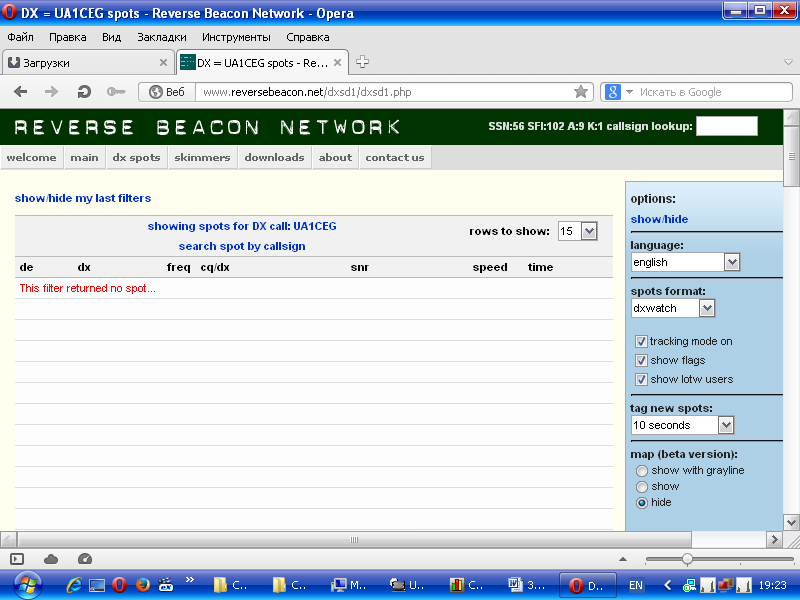 DX = UA1CEG spots - Reverse Beacon Network - Opera
Файл Правка Вид Закладки Инструменты Справка
Загрузки DX = UA1CEG spots - Re...
Веб www.reversebeacon.net/dxsd1/dxsd1.php Искать в Google
REVERSE BEACON NETWORK SSN:56 SFI:102 A:9 K:1 callsign lookup:
welcome main dx spots skimmers downloads about contact us
show/hide my last filters
showing spots for DX call: UA1CEG
search spot by callsign
rows to show: 15
de dx freq cq/dx snr speed time
This filter returned no spot...
options:
show/hide
language:
english
spots format:
dxwatch
tracking mode on
show flags
show lotw users
tag new spots:
10 seconds
map (beta version):
show with grayline
show
hide
С.. С.. М.. U.. С.. З... D.. EN 19:23